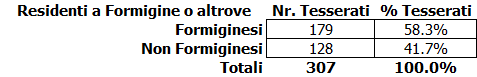 Residenti a Formigine o altrove Nr. Tesserati % Tesserati
Formiginesi 179 58.3%
Non Formiginesi 128 41.7%
Totali 307 100.0%